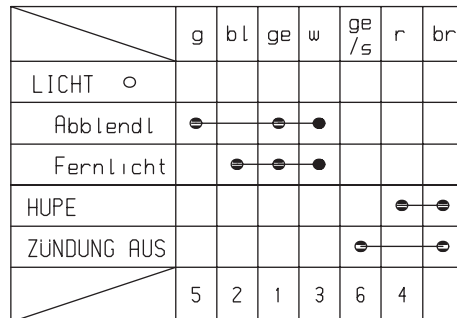 g bl ge w ge/s r br
LICHT O
Abblendl
Fernlicht
HUPE
ZÜNDUNG AUS
5 2 1 3 6 4